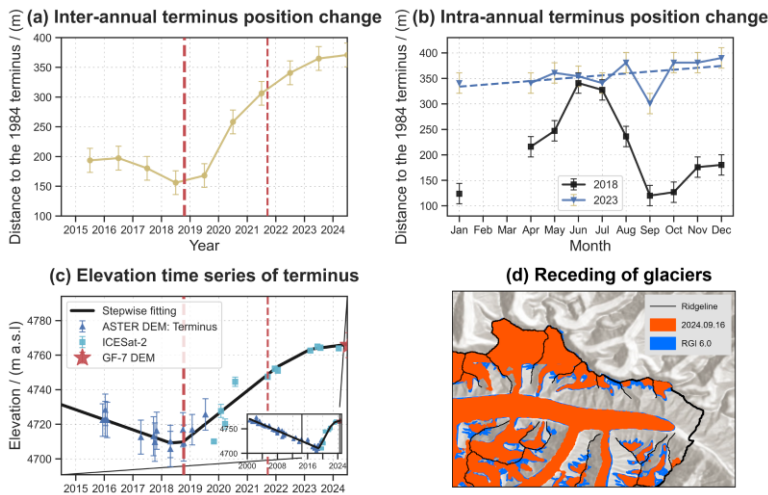 (a) Inter-annual terminus position change
Distance to the 1984 terminus / (m)
400
350
300
250
200
150
100
2015 2016 2017 2018 2019 2020 2021 2022 2023 2024
Year
(b) Intra-annual terminus position change
Distance to the 1984 terminus / (m)
400
350
300
250
200
150
100
2018
2023
Jan Feb Mar Apr May Jun Jul Aug Sep Oct Nov Dec
Month
(c) Elevation time series of terminus
Elevation / (m a.s.l)
4780
4760
4740
4720
4700
Stepwise fitting
ASTER DEM: Terminus
ICESat-2
GF-7 DEM
4750
4700
2000 2008 2016 2024
2015 2016 2017 2018 2019 2020 2021 2022 2023 2024
(d) Receding of glaciers
Ridgeline
2024.09.16
RGI 6.0